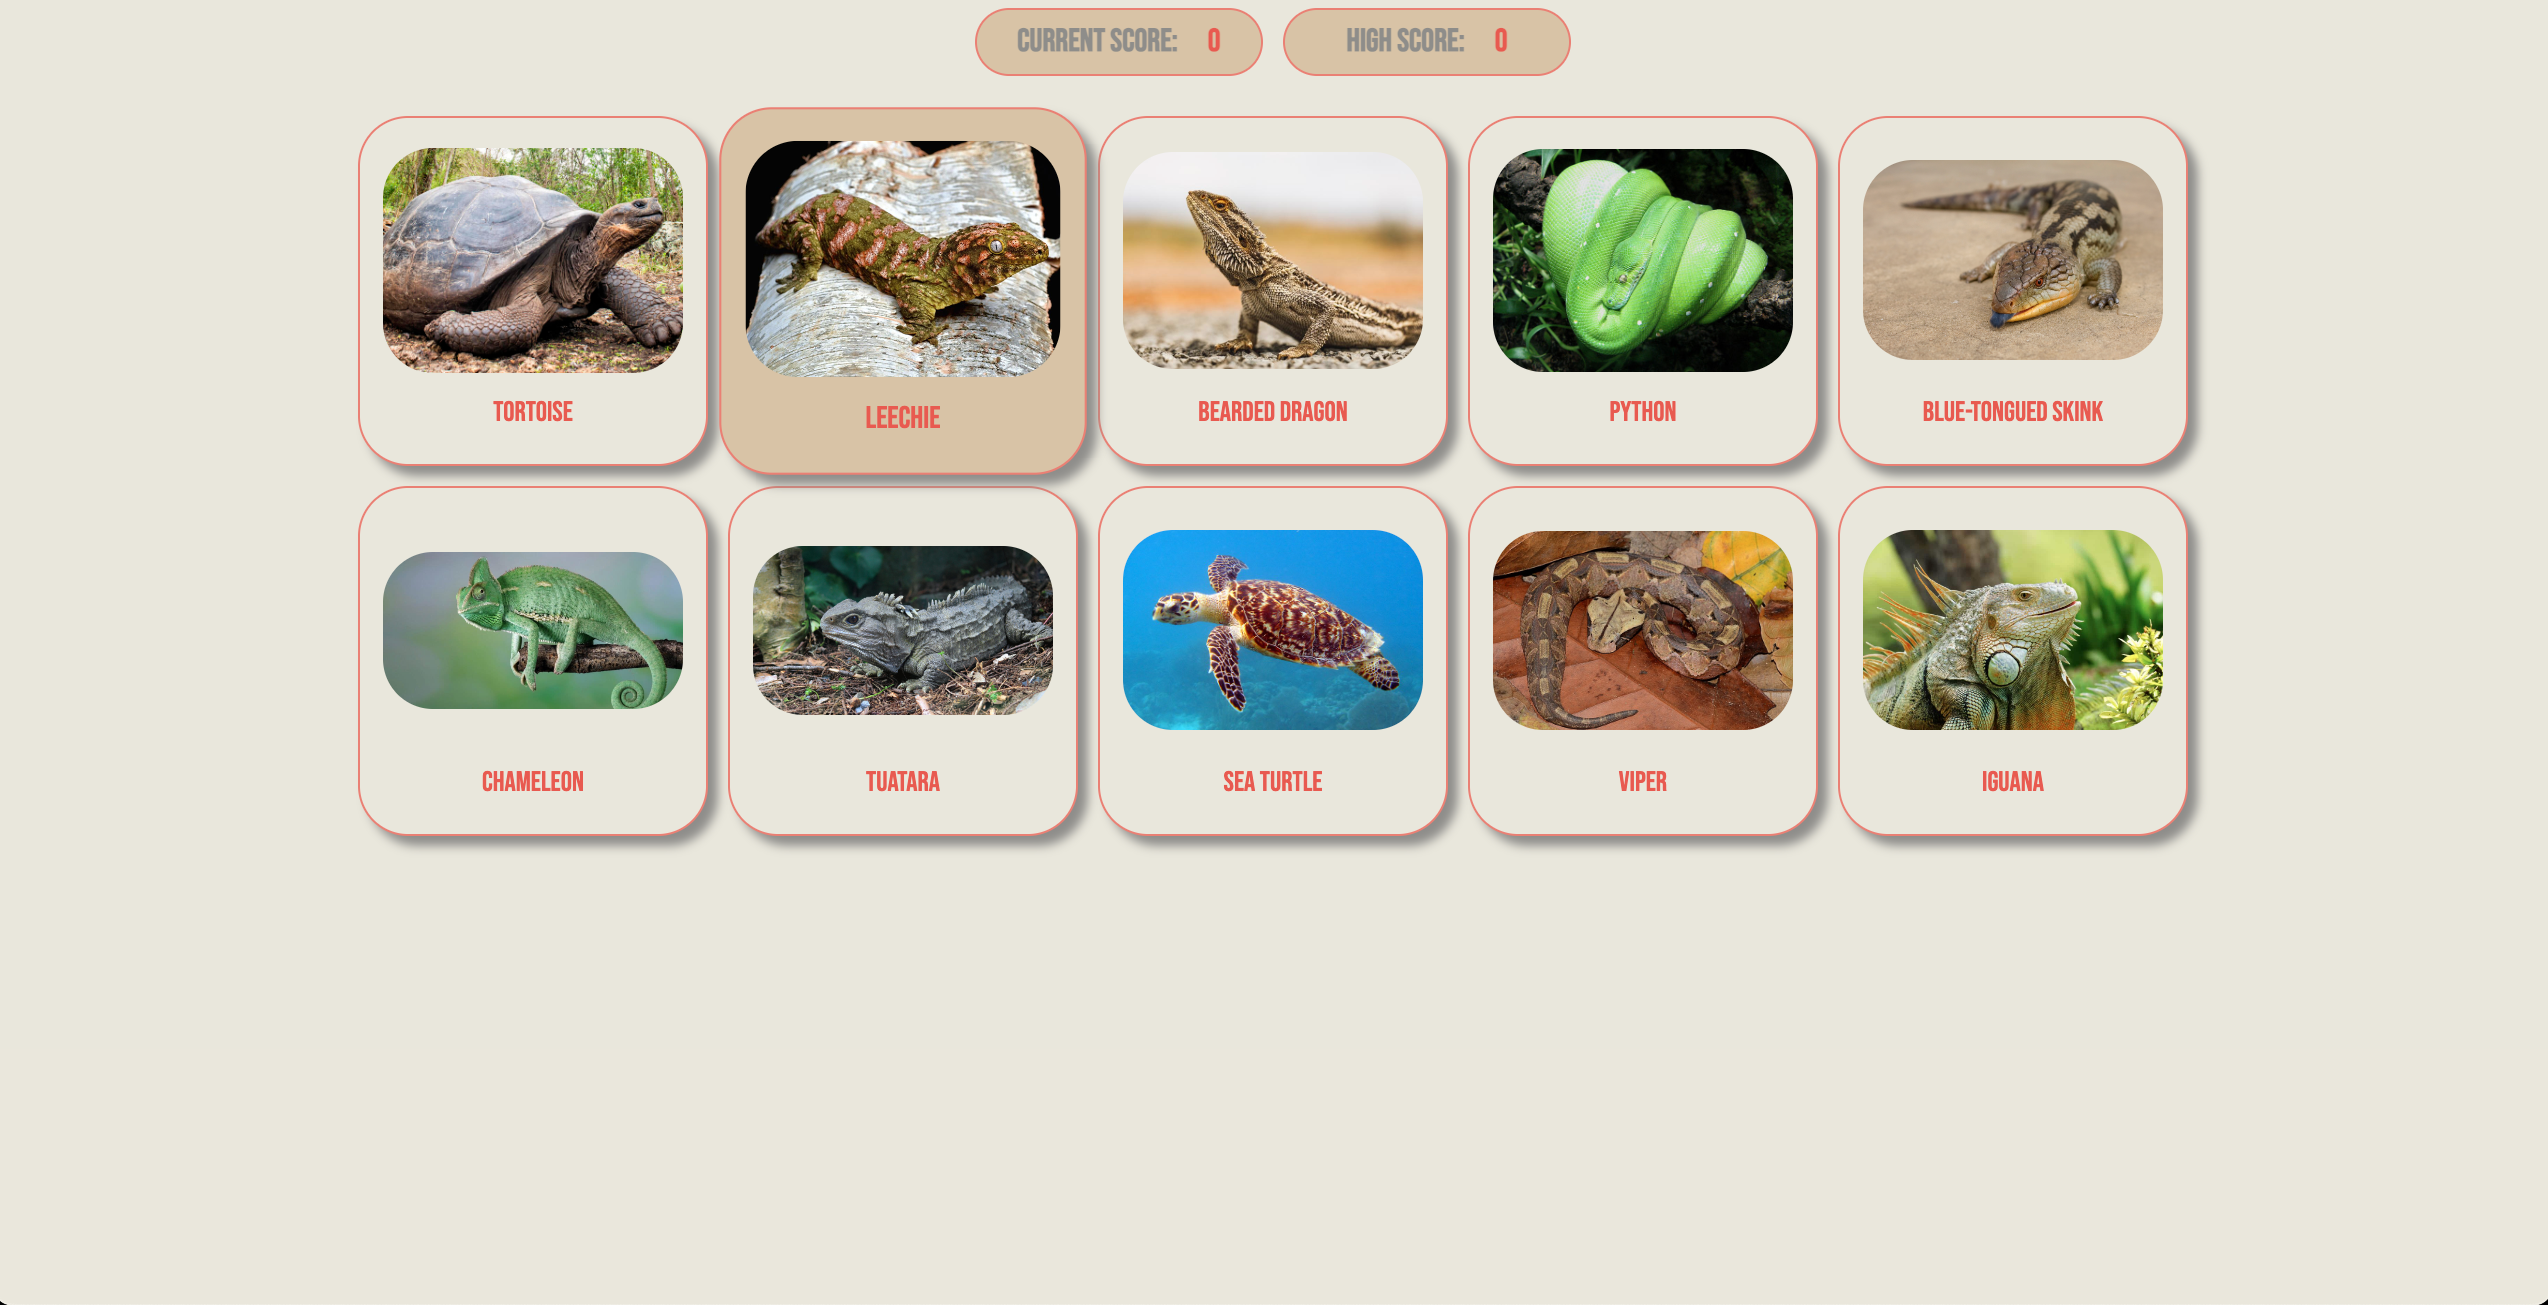 CURRENT SCORE: 0
HIGH SCORE: 0
TORTOISE
LEECHIE
BEARDED DRAGON
PYTHON
BLUE-TONGUED SKINK
CHAMELEON
TUATARA
SEA TURTLE
VIPER
IGUANA